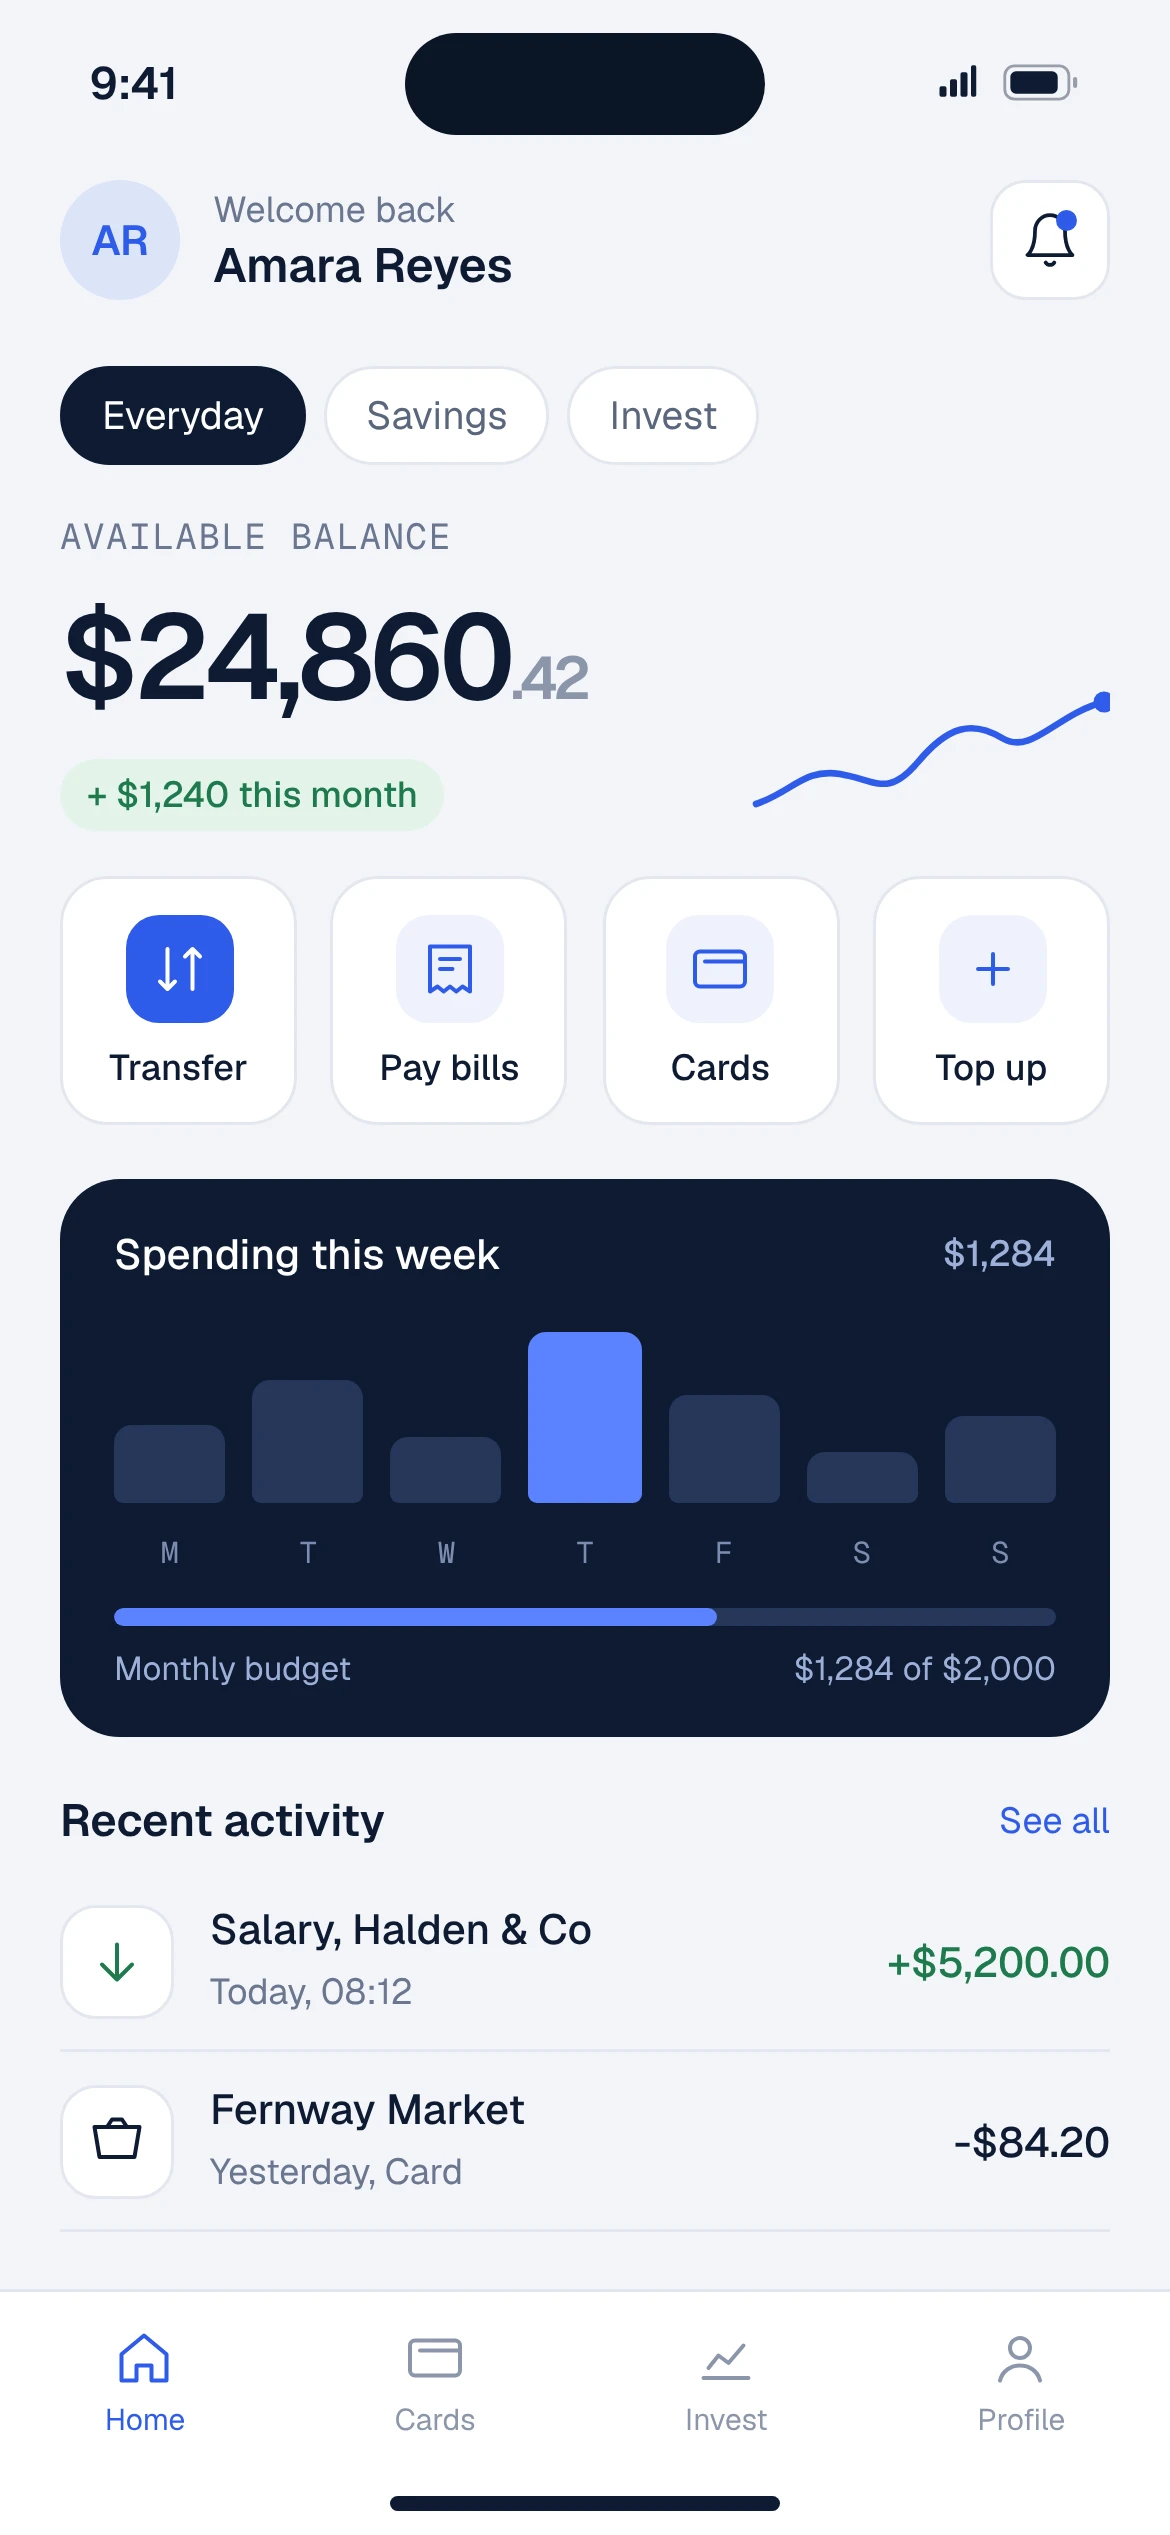 9:41
AR
Welcome back
Amara Reyes
Everyday
Savings
Invest
AVAILABLE BALANCE
$24,860.42
+ $1,240 this month
Transfer
Pay bills
Cards
Top up
Spending this week
$1,284
M T W T F S S
Monthly budget
$1,284 of $2,000
Recent activity
See all
Salary, Halden & Co
Today, 08:12
+$5,200.00
Fernway Market
Yesterday, Card
-$84.20
Home
Cards
Invest
Profile